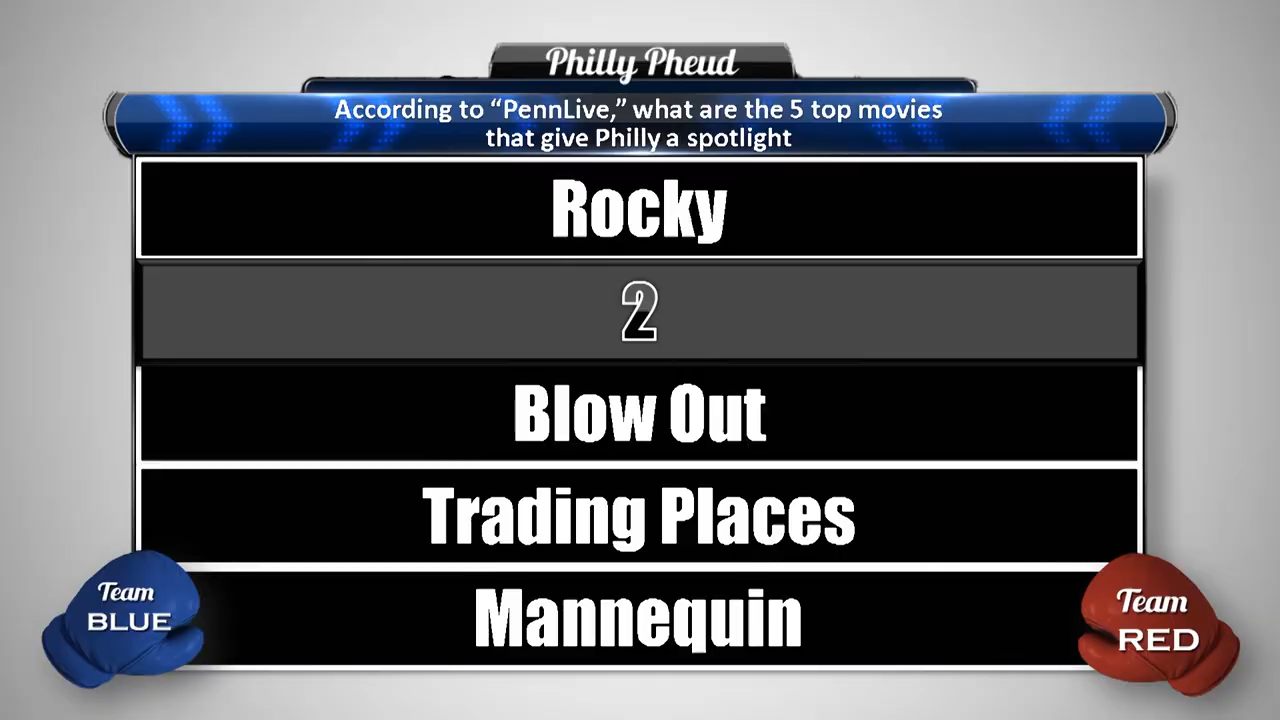 Philly Pheud
According to “PennLive,” what are the 5 top movies
that give Philly a spotlight
Rocky
2
Blow Out
Trading Places
Mannequin
Team
BLUE
Team
RED